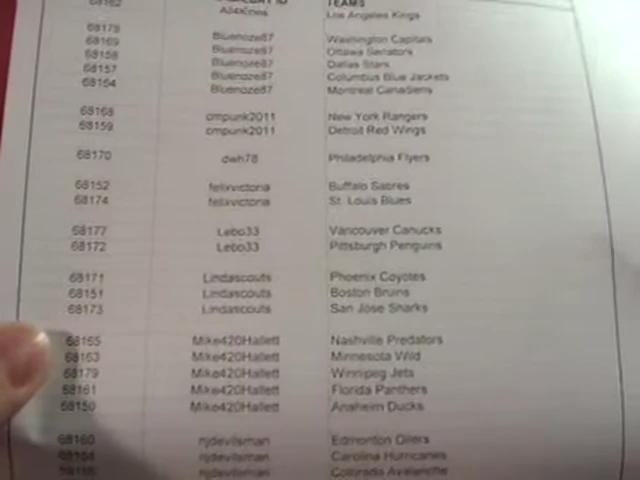 68162 TEAMS
Los Angeles Kings
68178 Bluenoze87 Washington Capitals
68169 Bluenoze87 Ottawa Senators
68158 Bluenoze87 Dallas Stars
68157 Bluenoze87 Columbus Blue Jackets
68154 Bluenoze87 Montreal Canadiens
68168 cmpunk2011 New York Rangers
68159 cmpunk2011 Detroit Red Wings
68170 dwh78 Philadelphia Flyers
68152 felixvictoria Buffalo Sabres
68174 felixvictoria St. Louis Blues
68177 Lebo33 Vancouver Canucks
68172 Lebo33 Pittsburgh Penguins
68171 Lindascouts Phoenix Coyotes
68151 Lindascouts Boston Bruins
68173 Lindascouts San Jose Sharks
68165 Mike420Hallett Nashville Predators
68163 Mike420Hallett Minnesota Wild
68179 Mike420Hallett Winnipeg Jets
68161 Mike420Hallett Florida Panthers
68150 Mike420Hallett Anaheim Ducks
68160 njdevilsman Edmonton Oilers
njdevilsman Carolina Hurricanes
njdevilsman Colorado Avalanche